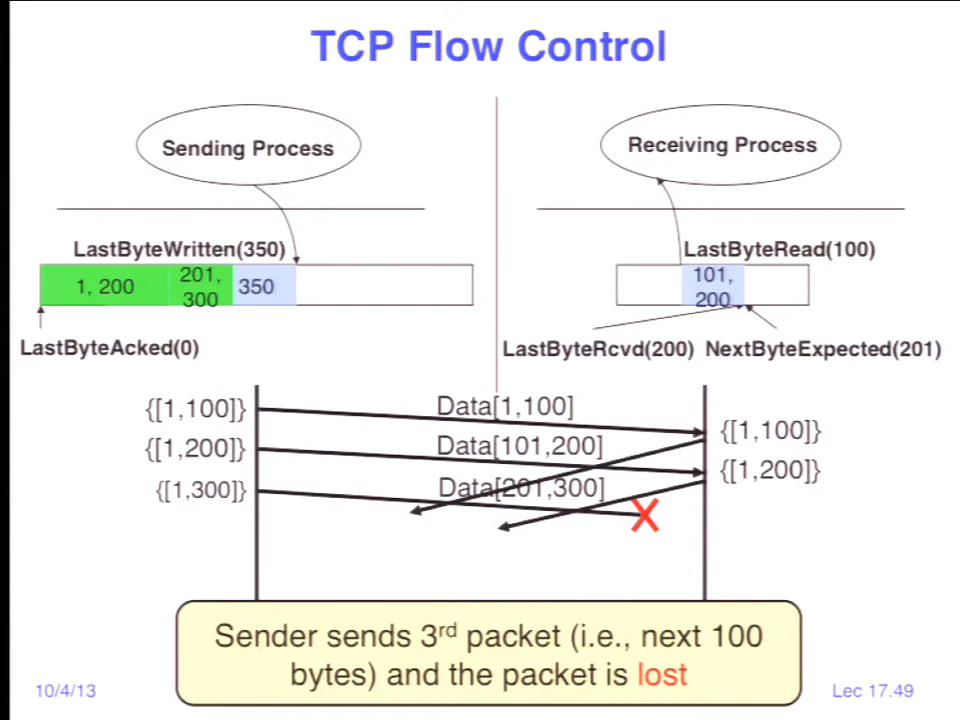 TCP Flow Control
Sending Process
Receiving Process
LastByteWritten(350)
LastByteRead(100)
1, 200
201,
300
350
101,
200
LastByteAcked(0)
LastByteRcvd(200)
NextByteExpected(201)
{[1,100]}
Data[1,100]
{[1,100]}
{[1,200]}
Data[101,200]
{[1,200]}
{[1,300]}
Data[201,300]
Sender sends 3rd packet (i.e., next 100
bytes) and the packet is lost
10/4/13
Lec 17.49